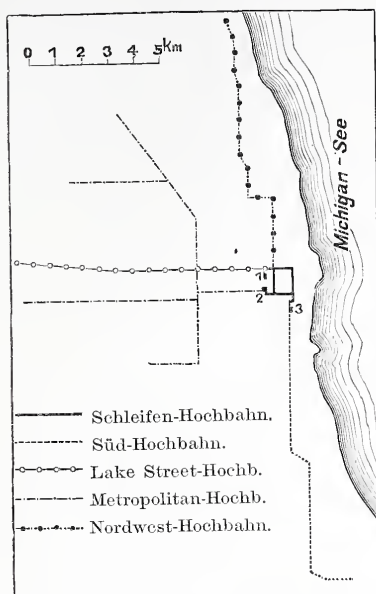 0 1 2 3 4 5 km
Michigan-See
1
2
3
Schleifen-Hochbahn.
Süd-Hochbahn.
Lake Street-Hochb.
Metropolitan-Hochb.
Nordwest-Hochbahn.